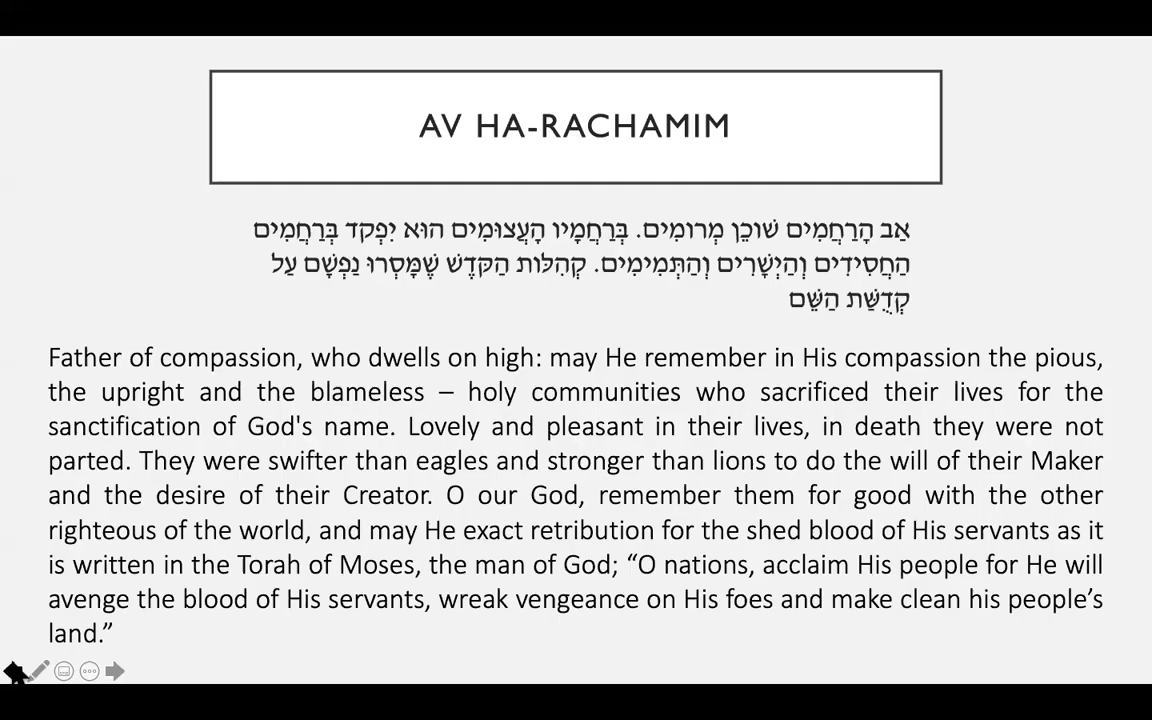 AV HA-RACHAMIM
אַב הָרַחֲמִים שׁוֹכֵן מְרוֹמִים. בְּרַחֲמָיו הָעֲצוּמִים הוּא יִפְקֹד בְּרַחֲמִים
הַחֲסִידִים וְהַיְשָׁרִים וְהַתְּמִימִים. קְהִלּוֹת הַקֹּדֶשׁ שֶׁמָּסְרוּ נַפְשָׁם עַל
קְדֻשַּׁת הַשֵּׁם
Father of compassion, who dwells on high: may He remember in His compassion the pious,
the upright and the blameless – holy communities who sacrificed their lives for the
sanctification of God's name. Lovely and pleasant in their lives, in death they were not
parted. They were swifter than eagles and stronger than lions to do the will of their Maker
and the desire of their Creator. O our God, remember them for good with the other
righteous of the world, and may He exact retribution for the shed blood of His servants as it
is written in the Torah of Moses, the man of God; “O nations, acclaim His people for He will
avenge the blood of His servants, wreak vengeance on His foes and make clean his people’s
land.”